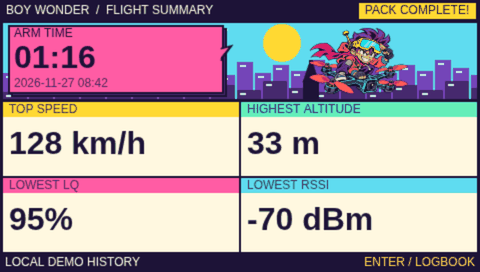 BOY WONDER / FLIGHT SUMMARY
PACK COMPLETE!
ARM TIME
01:16
2026-11-27 08:42
TOP SPEED
128 km/h
HIGHEST ALTITUDE
33 m
LOWEST LQ
95%
LOWEST RSSI
-70 dBm
LOCAL DEMO HISTORY
ENTER / LOGBOOK